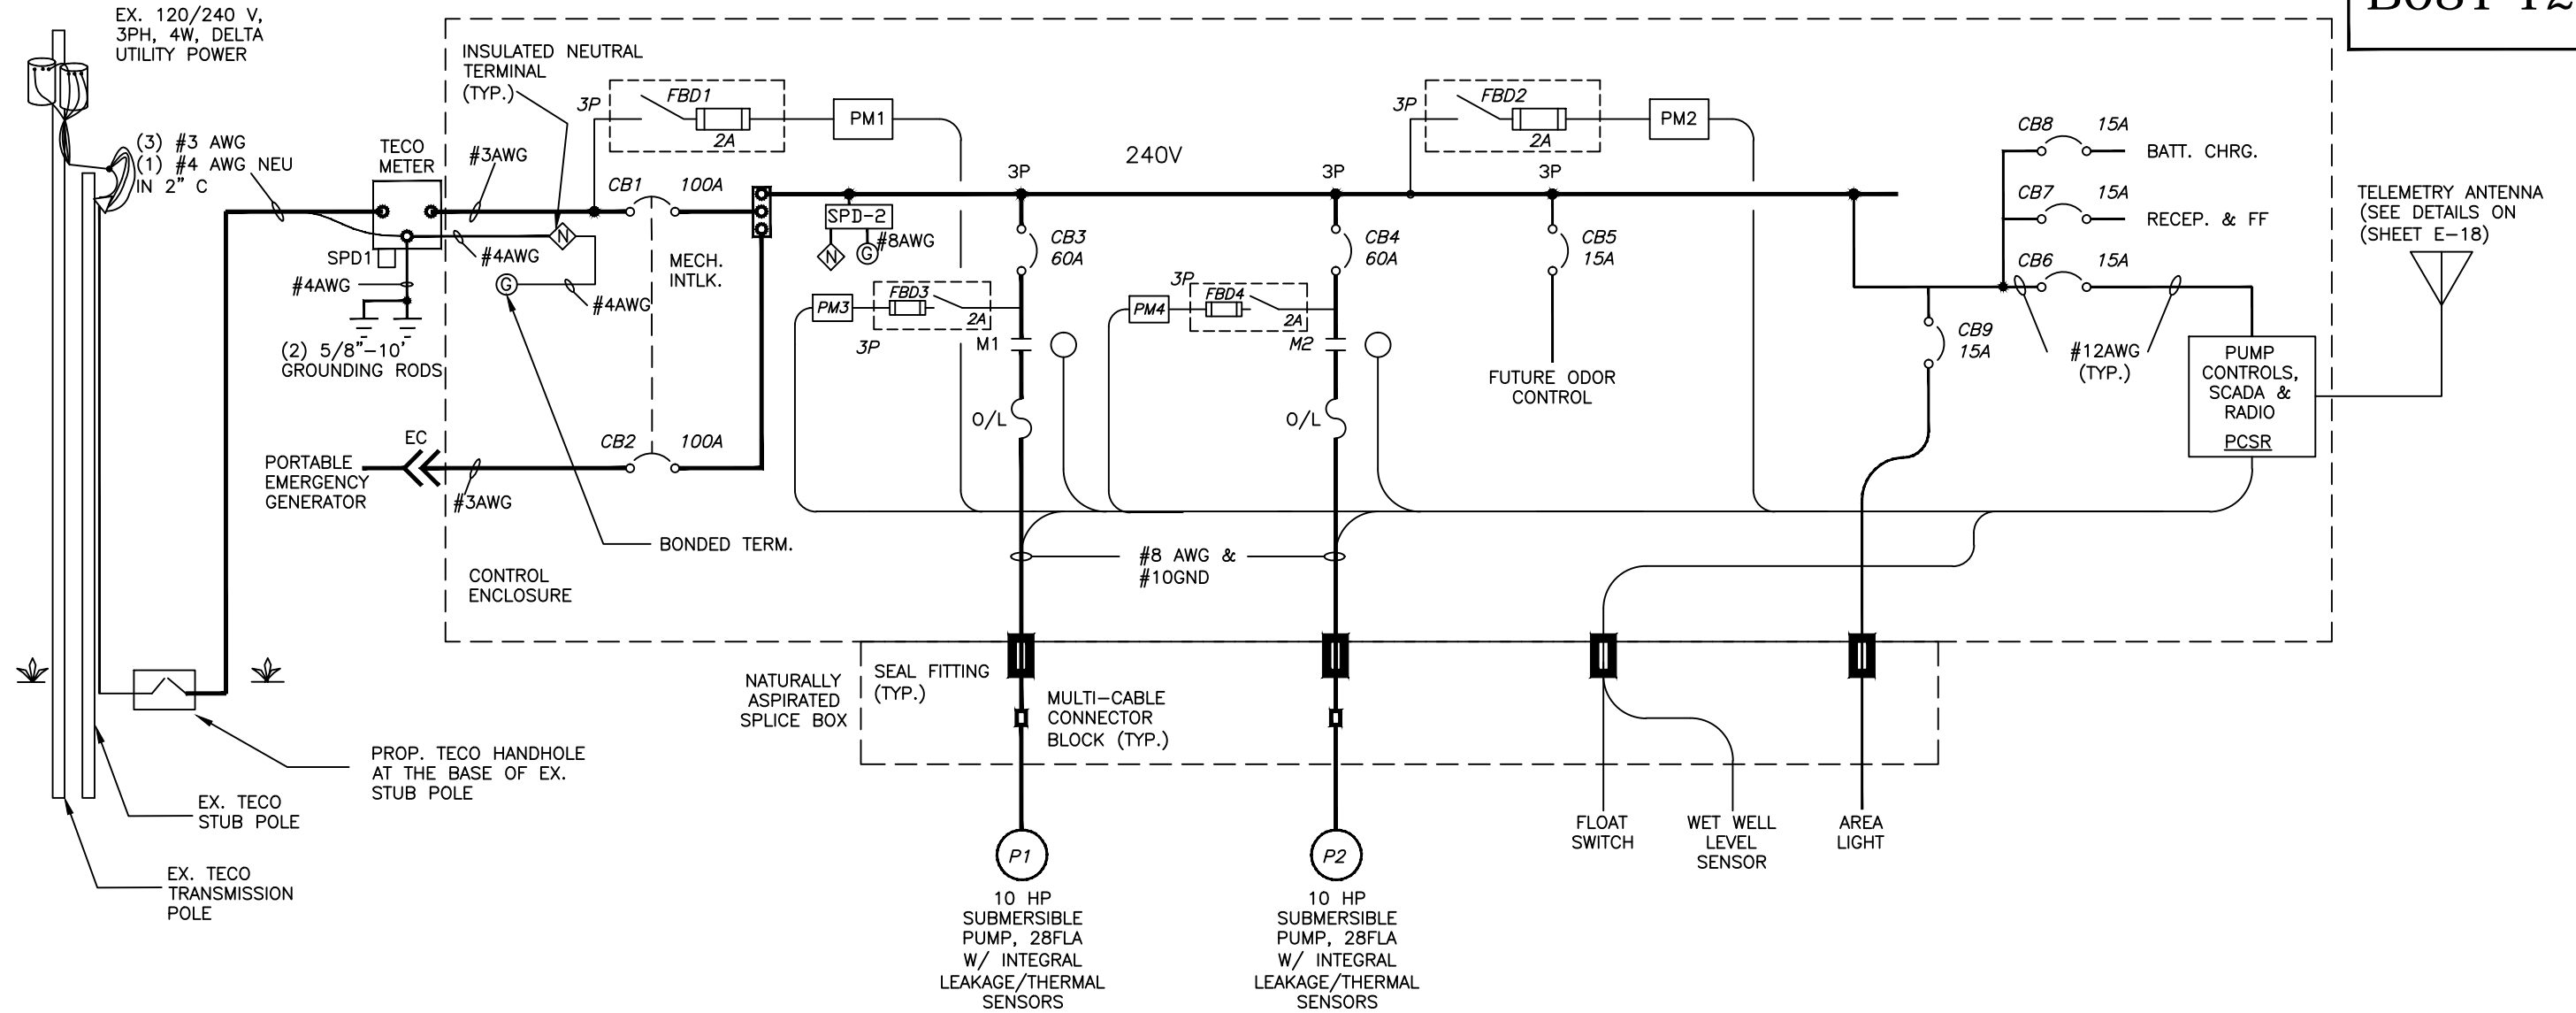 EX. 120/240 V,
3PH, 4W, DELTA
UTILITY POWER
(3) #3 AWG
(1) #4 AWG NEU
IN 2" C
TECO
METER
SPD1
#4AWG
(2) 5/8"-10'
GROUNDING RODS
INSULATED NEUTRAL
TERMINAL
(TYP.)
#3AWG
N
#4AWG
G
#4AWG
CB1 100A
MECH.
INTLK.
3P
FBD1
2A
PM1
240V
SPD-2
N
G
#8AWG
3P
CB3
60A
PM3
FBD3
2A
3P
M1
O/L
3P
CB4
60A
3P
PM4
FBD4
2A
M2
O/L
3P
FBD2
2A
PM2
3P
CB5
15A
FUTURE ODOR
CONTROL
CB8 15A
BATT. CHRG.
CB7 15A
RECEP. & FF
CB6 15A
CB9
15A
#12AWG
(TYP.)
PUMP
CONTROLS,
SCADA &
RADIO
PCSR
TELEMETRY ANTENNA
(SEE DETAILS ON
(SHEET E-18)
EC
PORTABLE
EMERGENCY
GENERATOR
#3AWG
CB2 100A
BONDED TERM.
CONTROL
ENCLOSURE
#8 AWG &
#10GND
NATURALLY
ASPIRATED
SPLICE BOX
SEAL FITTING
(TYP.)
MULTI-CABLE
CONNECTOR
BLOCK (TYP.)
PROP. TECO HANDHOLE
AT THE BASE OF EX.
STUB POLE
EX. TECO
STUB POLE
EX. TECO
TRANSMISSION
POLE
P1
10 HP
SUBMERSIBLE
PUMP, 28FLA
W/ INTEGRAL
LEAKAGE/THERMAL
SENSORS
P2
10 HP
SUBMERSIBLE
PUMP, 28FLA
W/ INTEGRAL
LEAKAGE/THERMAL
SENSORS
FLOAT
SWITCH
WET WELL
LEVEL
SENSOR
AREA
LIGHT